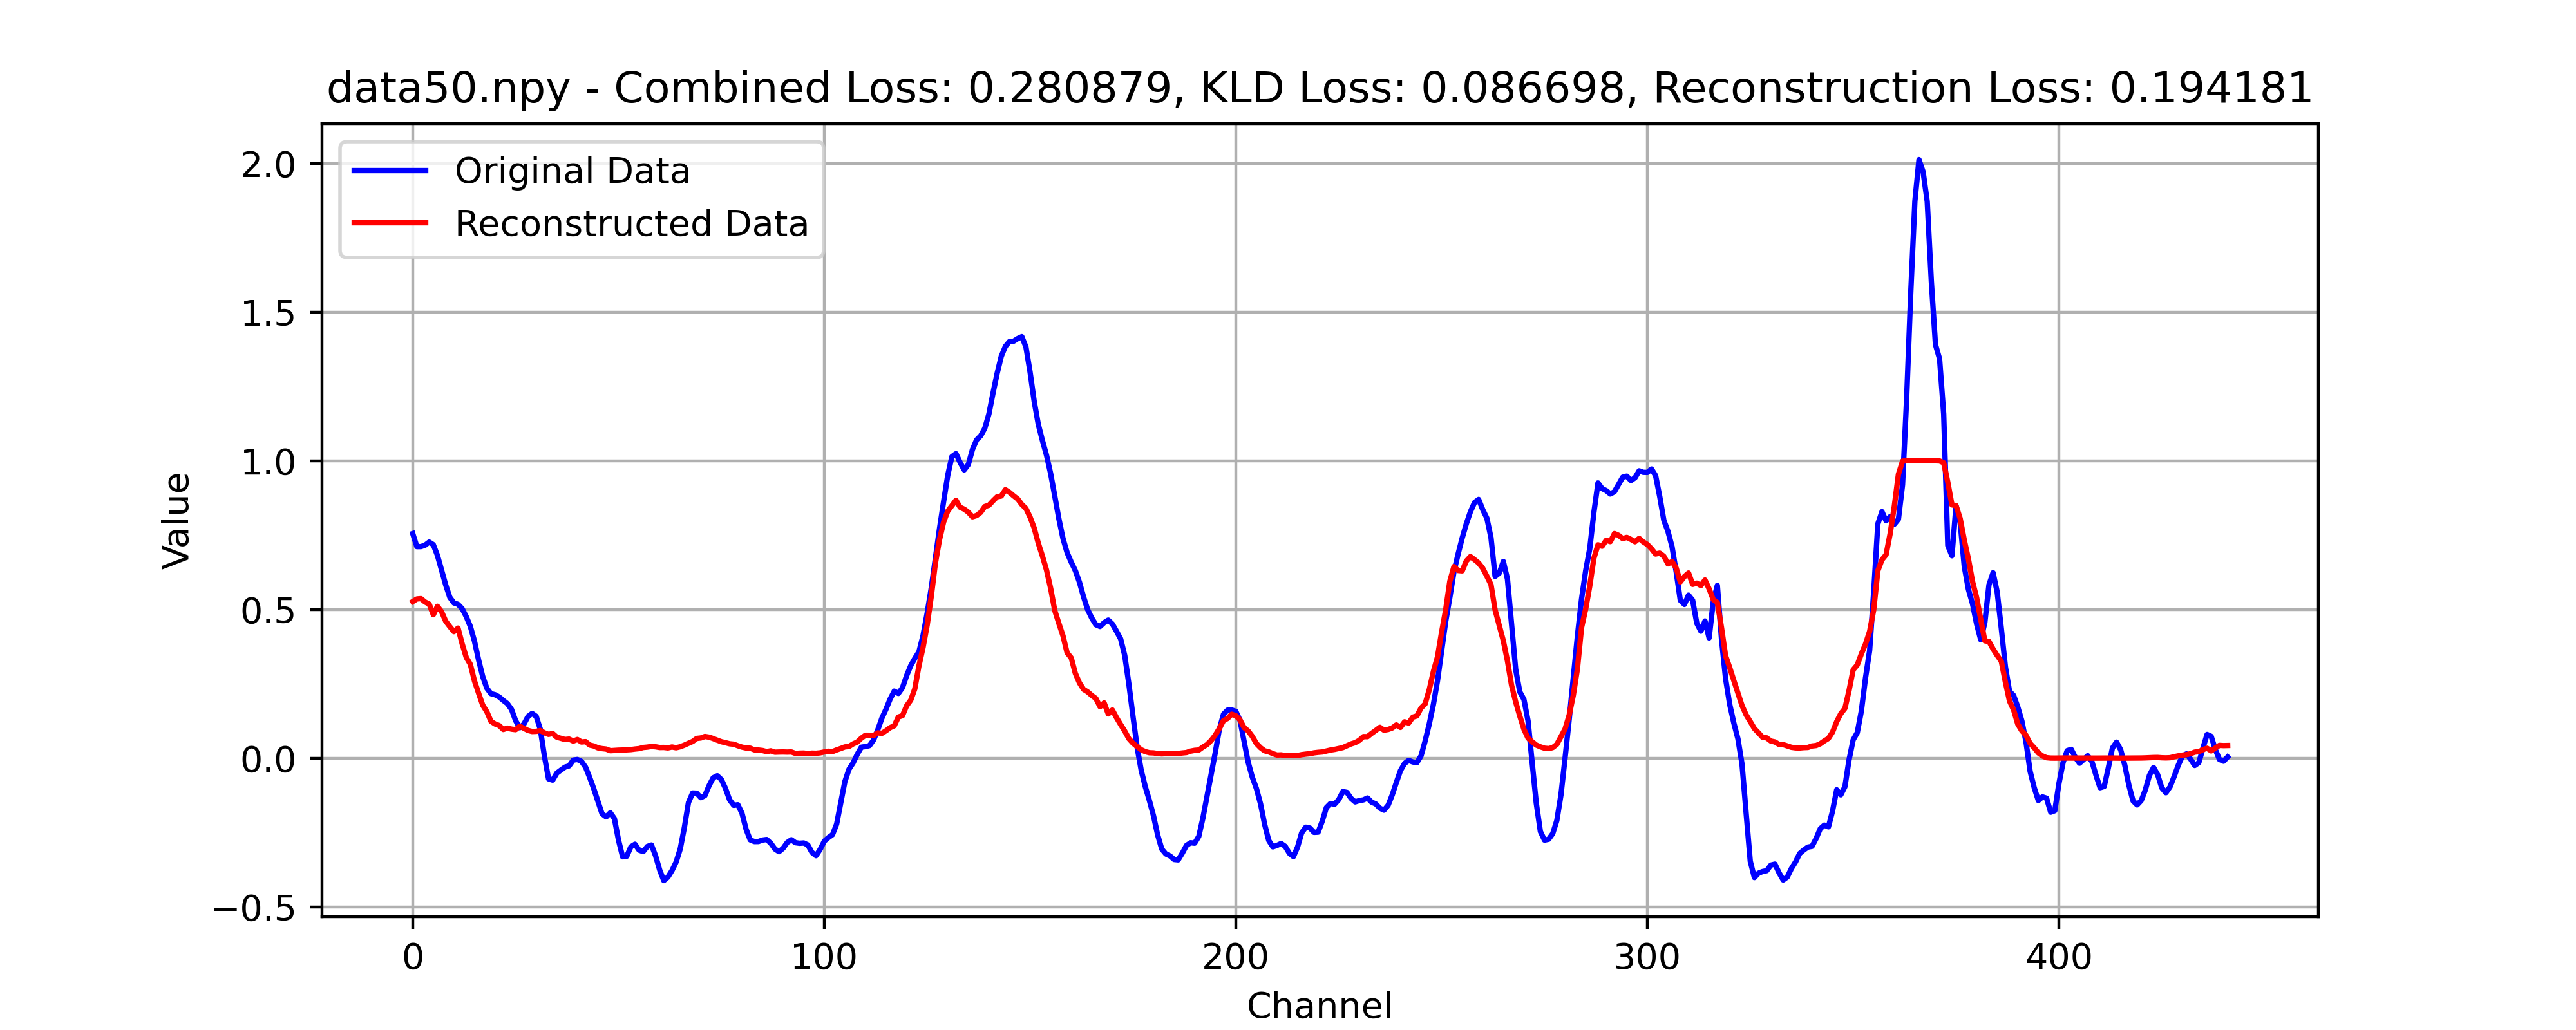 data50.npy - Combined Loss: 0.280879, KLD Loss: 0.086698, Reconstruction Loss: 0.194181
Original Data
Reconstructed Data
2.0
1.5
1.0
0.5
0.0
−0.5
Value
0 100 200 300 400
Channel